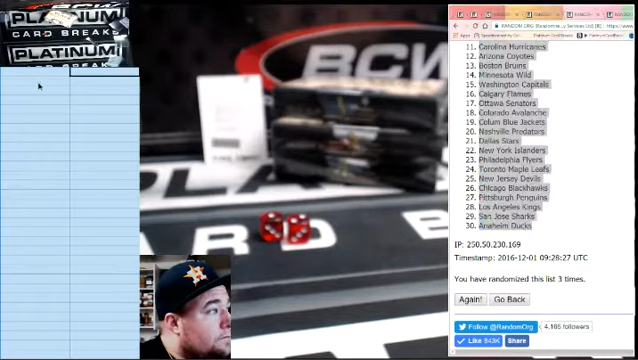 PLATINUM
CARD BREAKS
PLATINUM
CARD BREAKS
BCW
RANDOM.ORG
11. Carolina Hurricanes
12. Arizona Coyotes
13. Boston Bruins
14. Minnesota Wild
15. Washington Capitals
16. Calgary Flames
17. Ottawa Senators
18. Colorado Avalanche
19. Colum Blue Jackets
20. Nashville Predators
21. Dallas Stars
22. New York Islanders
23. Philadelphia Flyers
24. Toronto Maple Leafs
25. New Jersey Devils
26. Chicago Blackhawks
27. Pittsburgh Penguins
28. Los Angeles Kings
29. San Jose Sharks
30. Anaheim Ducks
IP: 250.50.230.169
Timestamp: 2016-12-01 09:28:27 UTC
You have randomized this list 3 times.
Again!
Go Back
Follow @RandomOrg
4,166 followers
Like 943K
Share